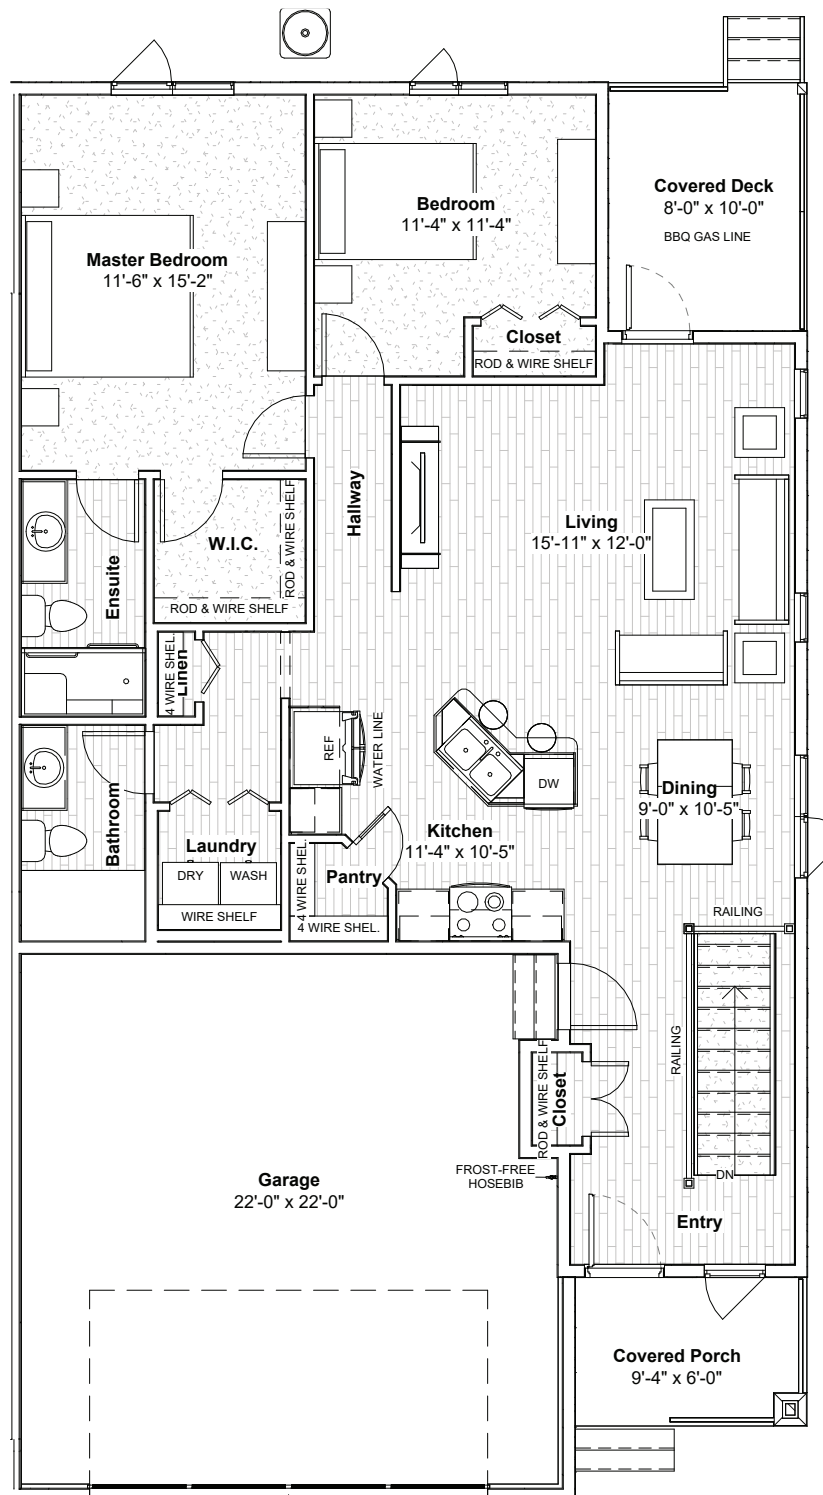 Covered Deck
8'-0" x 10'-0"
BBQ GAS LINE
Bedroom
11'-4" x 11'-4"
Master Bedroom
11'-6" x 15'-2"
Closet
ROD & WIRE SHELF
Hallway
Living
15'-11" x 12'-0"
W.I.C.
ROD & WIRE SHELF
ROD & WIRE SHELF
Ensuite
4 WIRE SHEL.
Linen
REF
WATER LINE
DW
Dining
9'-0" x 10'-5"
Kitchen
11'-4" x 10'-5"
Bathroom
Laundry
DRY
WASH
WIRE SHELF
Pantry
4 WIRE SHEL.
4 WIRE SHEL.
RAILING
RAILING
ROD & WIRE SHELF
Closet
FROST-FREE
HOSEBIB
DN
Garage
22'-0" x 22'-0"
Entry
Covered Porch
9'-4" x 6'-0"